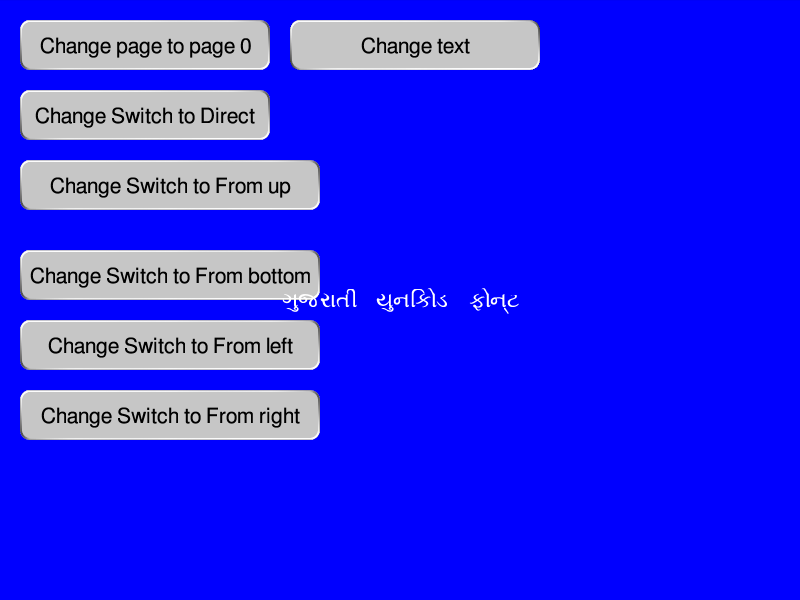 Change page to page 0
Change text
Change Switch to Direct
Change Switch to From up
Change Switch to From bottom
ગુજરાતી યુનકિોડ ફોન્ટ
Change Switch to From left
Change Switch to From right